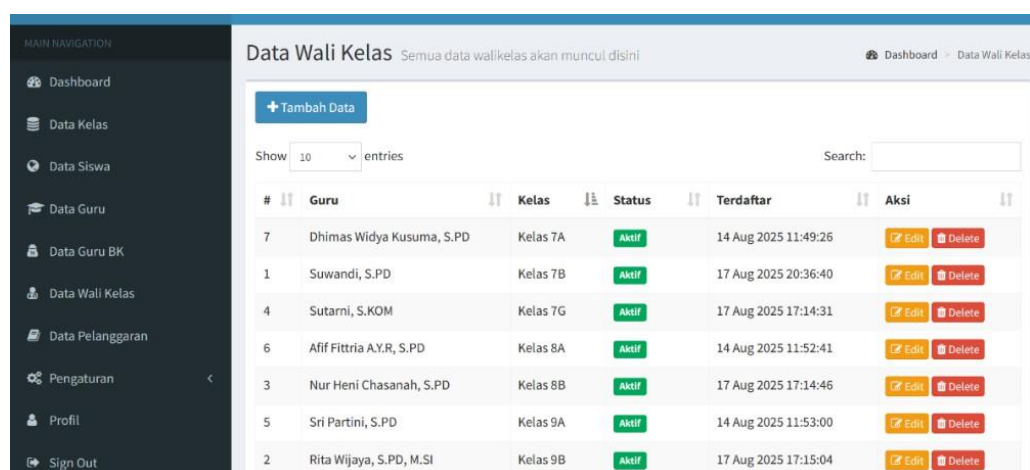 MAIN NAVIGATION
Dashboard
Data Kelas
Data Siswa
Data Guru
Data Guru BK
Data Wali Kelas
Data Pelanggaran
Pengaturan
Profil
Sign Out
Data Wali Kelas Semua data walikelas akan muncul disini
Dashboard > Data Wali Kelas
Tambah Data
Show 10 entries Search:
# Guru Kelas Status Terdaftar Aksi
7 Dhimas Widya Kusuma, S.PD Kelas 7A Aktif 14 Aug 2025 11:49:26 Edit Delete
1 Suwandi, S.PD Kelas 7B Aktif 17 Aug 2025 20:36:40 Edit Delete
4 Sutarni, S.KOM Kelas 7G Aktif 17 Aug 2025 17:14:31 Edit Delete
6 Afif Fittria A.Y.R, S.PD Kelas 8A Aktif 14 Aug 2025 11:52:41 Edit Delete
3 Nur Heni Chasanah, S.PD Kelas 8B Aktif 17 Aug 2025 17:14:46 Edit Delete
5 Sri Partini, S.PD Kelas 9A Aktif 14 Aug 2025 11:53:00 Edit Delete
2 Rita Wijaya, S.PD, M.SI Kelas 9B Aktif 17 Aug 2025 17:15:04 Edit Delete